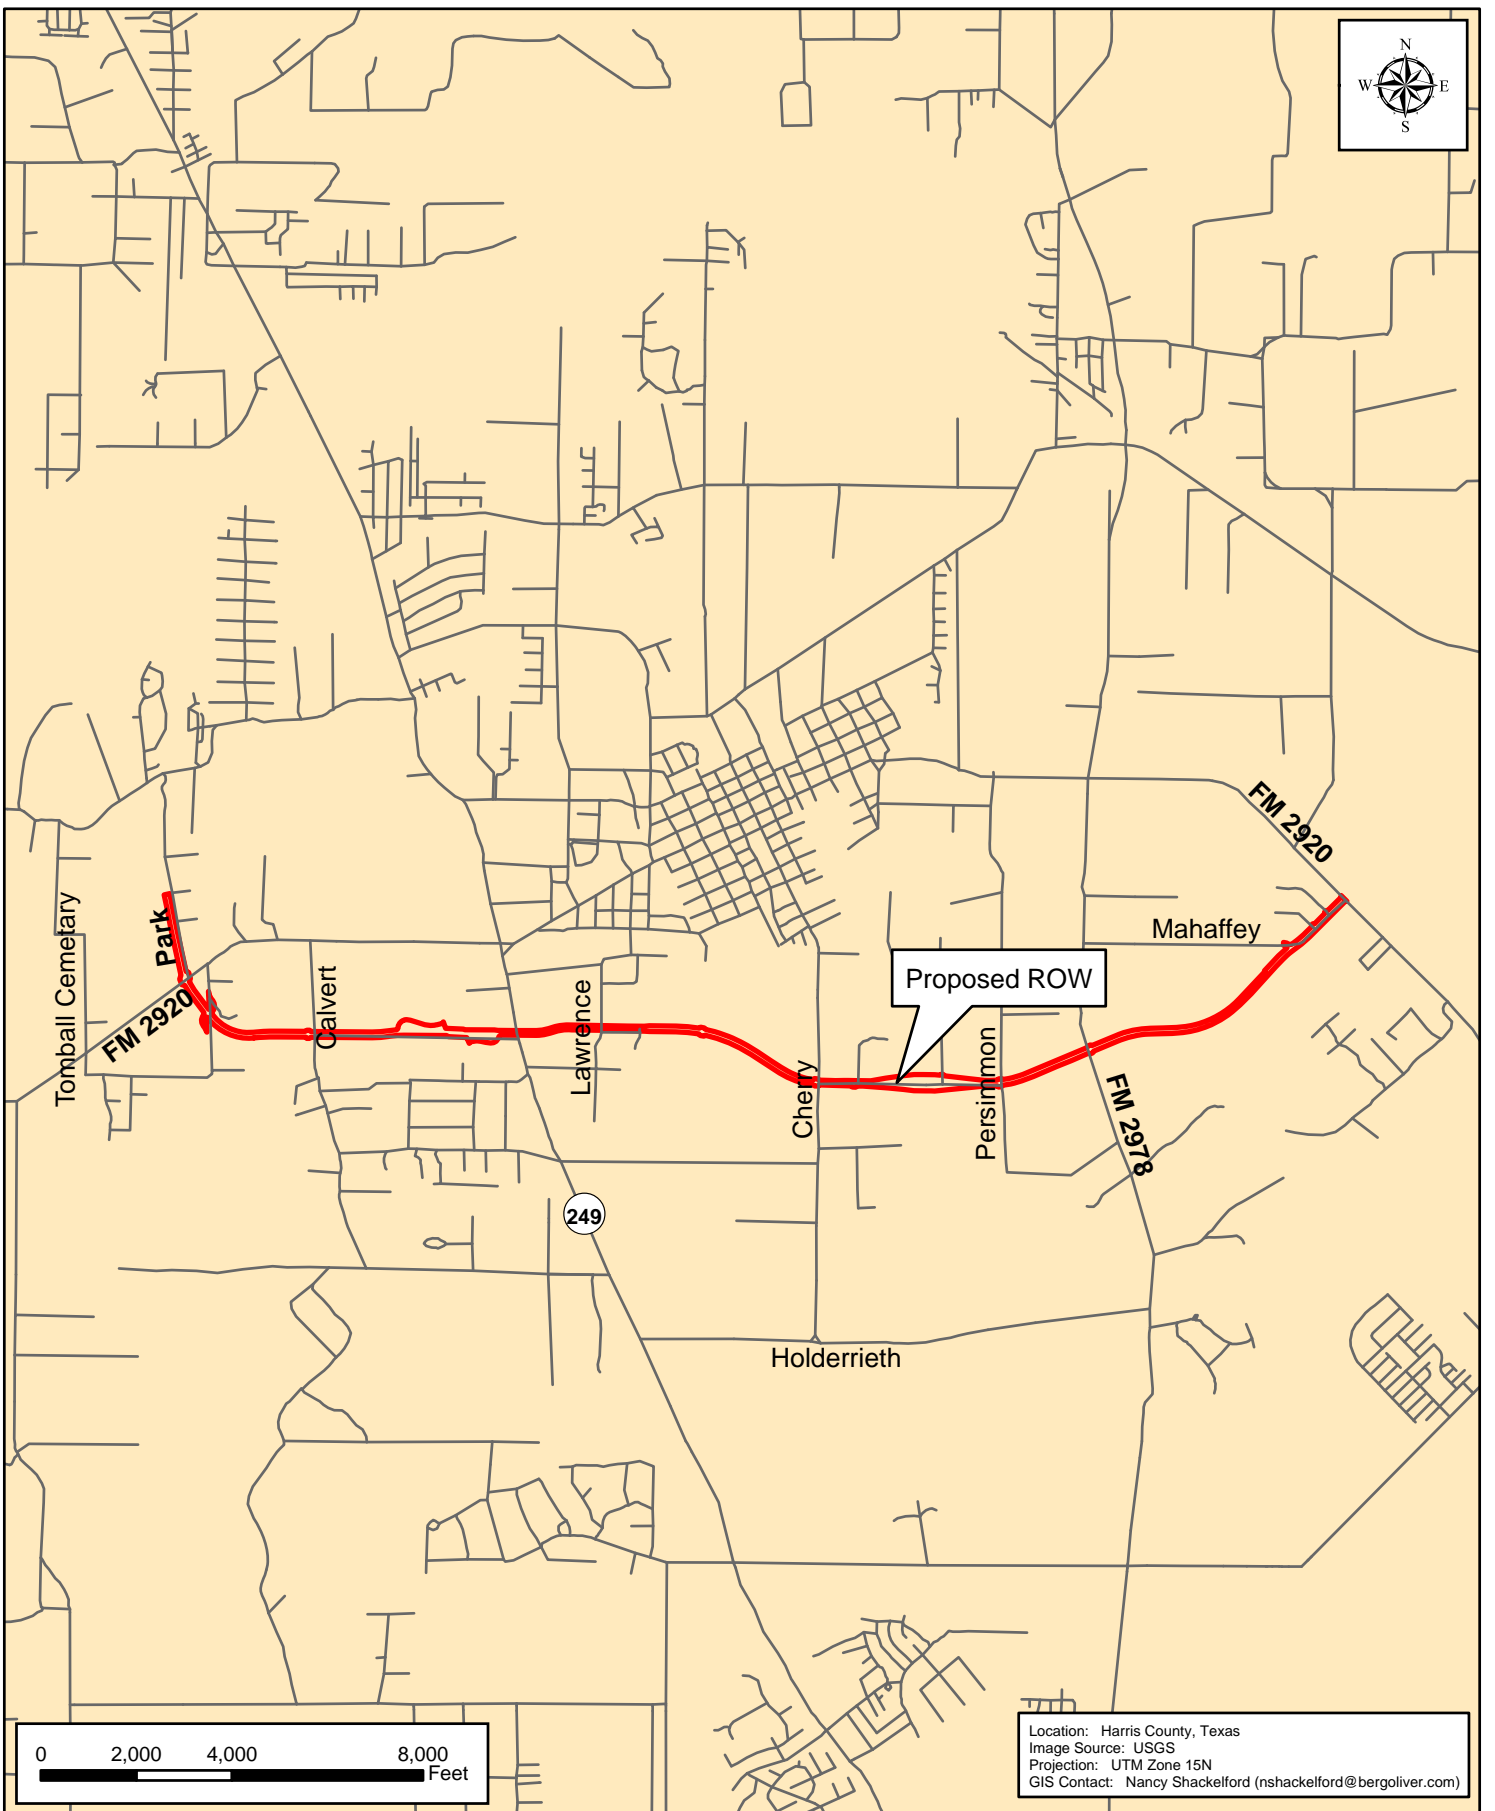 N
W E
S
FM 2920
Mahaffey
Park
Tomball Cemetary
Proposed ROW
Calvert
Lawrence
FM 2920
Persimmon
Cherry
FM 2978
249
Holderrieth
0 2,000 4,000 8,000
Feet
Location: Harris County, Texas
Image Source: USGS
Projection: UTM Zone 15N
GIS Contact: Nancy Shackelford (nshackelford@bergoliver.com)